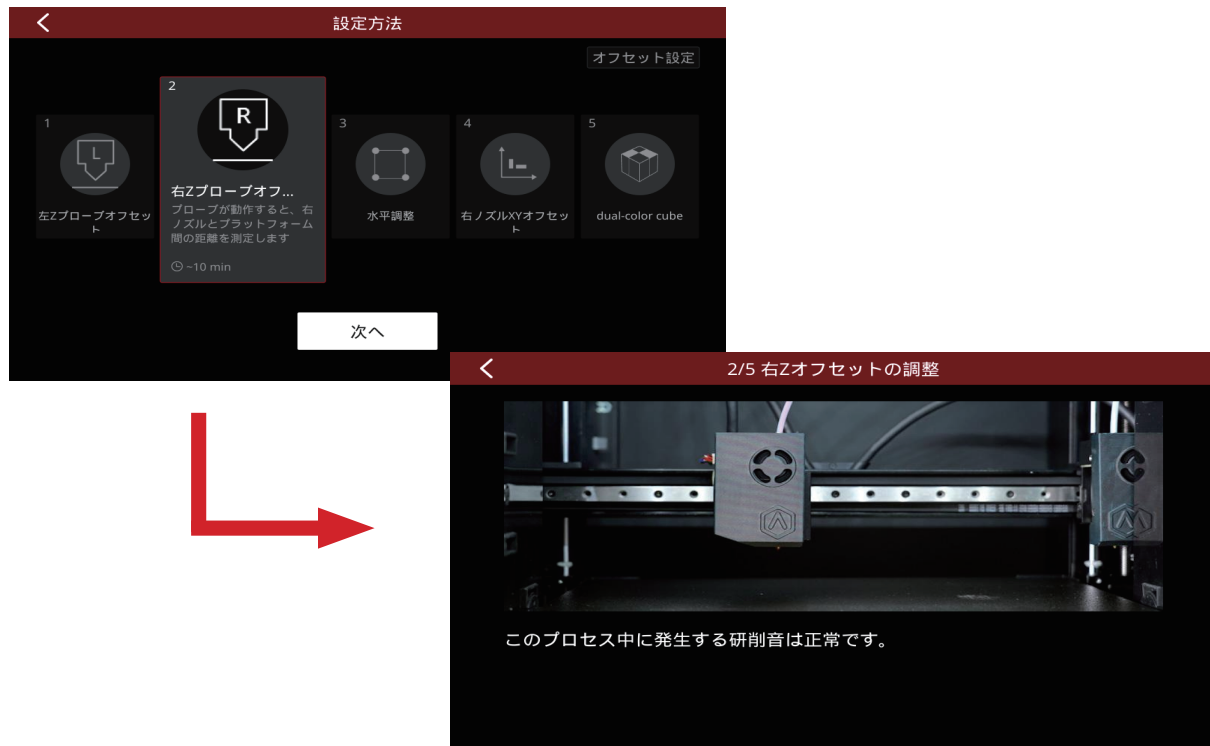 設定方法
オフセット設定
1
L
左Zプローブオフセッ
ト
2
R
右Zプローブオフ...
プローブが動作すると、右
ノズルとプラットフォーム
間の距離を測定します
~10 min
3
水平調整
4
右ノズルXYオフセッ
ト
5
dual-color cube
次へ
2/5 右Zオフセットの調整
このプロセス中に発生する研削音は正常です。